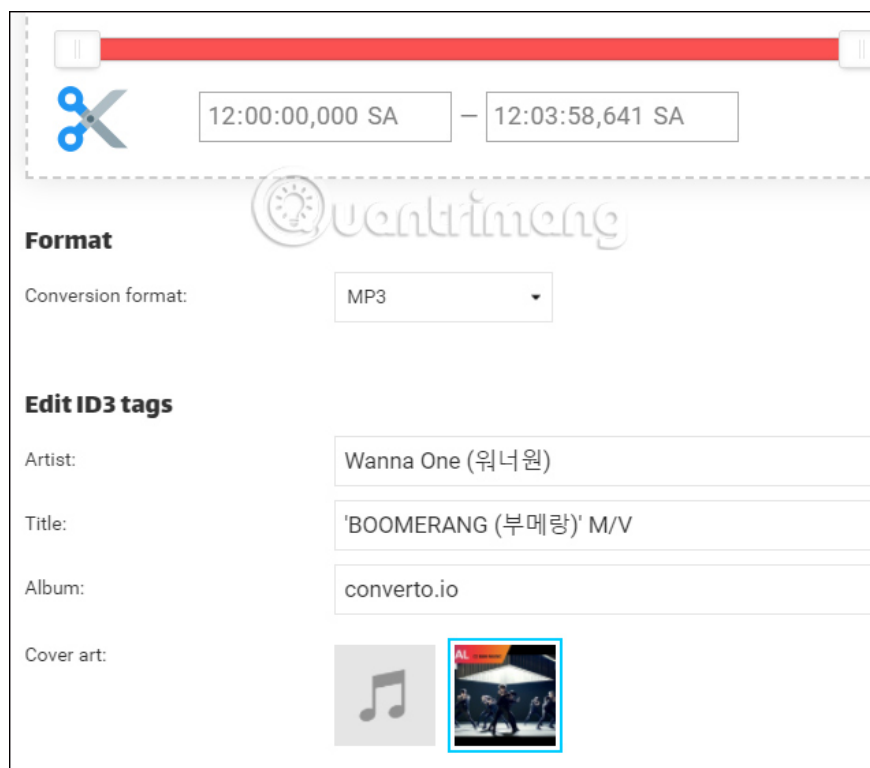 12:00:00,000 SA — 12:03:58,641 SA
Quantrimang
Format
Conversion format: MP3
Edit ID3 tags
Artist: Wanna One (워너원)
Title: 'BOOMERANG (부메랑)' M/V
Album: converto.io
Cover art:
AL